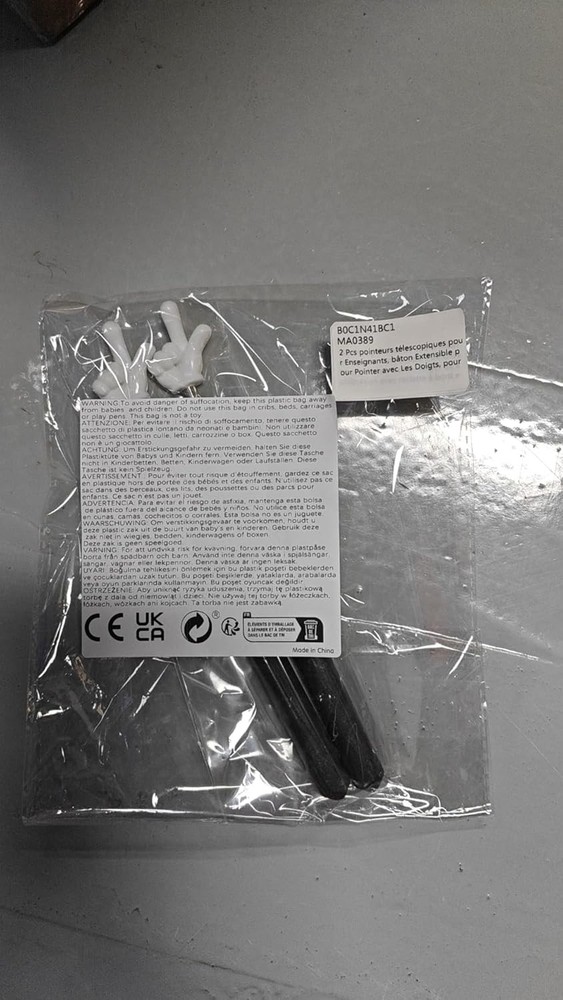 B0C1N41BC1
MA0389
2 Pcs pointeurs télescopiques pou
r Enseignants, bâton Extensible p
our Pointer avec Les Doigts, pour
WARNING:To avoid danger of suffocation, keep this plastic bag away
from babies and children. Do not use this bag in cribs, beds, carriages
or play pens. This bag is not a toy.
ATTENZIONE: Per evitare il rischio di soffocamento, tenere questo
sacchetto di plastica lontano da neonati e bambini. Non utilizzare
questo sacchetto in culle, letti, carrozzine o box. Questo sacchetto
non è un giocattolo.
ACHTUNG: Um Erstickungsgefahr zu vermeiden, halten Sie diese
Plastiktüte von Babys und Kindern fern. Verwenden Sie diese Tasche
nicht in Kinderbetten, Betten, Kinderwagen oder Laufställen. Diese
Tasche ist kein Spielzeug.
AVERTISSEMENT: Pour éviter tout risque d'étouffement, gardez ce sac
en plastique hors de portée des bébés et des enfants. N'utilisez pas ce
sac dans des berceaux, des lits, des poussettes ou des parcs pour
enfants. Ce sac n'est pas un jouet.
ADVERTENCIA: Para evitar el riesgo de asfixia, mantenga esta bolsa
de plástico fuera del alcance de bebés y niños. No utilice esta bolsa
en cunas, camas, cochecitos o corrales. Esta bolsa no es un juguete.
WAARSCHUWING: Om verstikkingsgevaar te voorkomen, houdt u
deze plastic zak uit de buurt van baby's en kinderen. Gebruik deze
zak niet in wiegjes, bedden, kinderwagens of boxen.
Deze zak is geen speelgoed.
VARNING: För att undvika risk för kvävning, förvara denna plastpåse
borta från spädbarn och barn. Använd inte denna väska i spjälsängar,
sängar, vagnar eller lekpennor. Denna väska är ingen leksak.
UYARI: Boğulma tehlikesini önlemek için bu plastik poşeti bebeklerden
ve çocuklardan uzak tutun. Bu poşeti beşiklerde, yataklarda, arabalarda
veya oyun parklarında kullanmayın. Bu poşet oyuncak değildir.
OSTRZEŻENIE: Aby uniknąć ryzyka uduszenia, trzymaj tę plastikową
torbę z dala od niemowląt i dzieci. Nie używaj tej torby w łóżeczkach,
łóżkach, wózkach ani kojcach. Ta torba nie jest zabawką.
CE UK
CA
®
FR
ÉLÉMENTS D'EMBALLAGE
À SÉPARER ET À DÉPOSER
DANS LE BAC DE TRI
Made in China